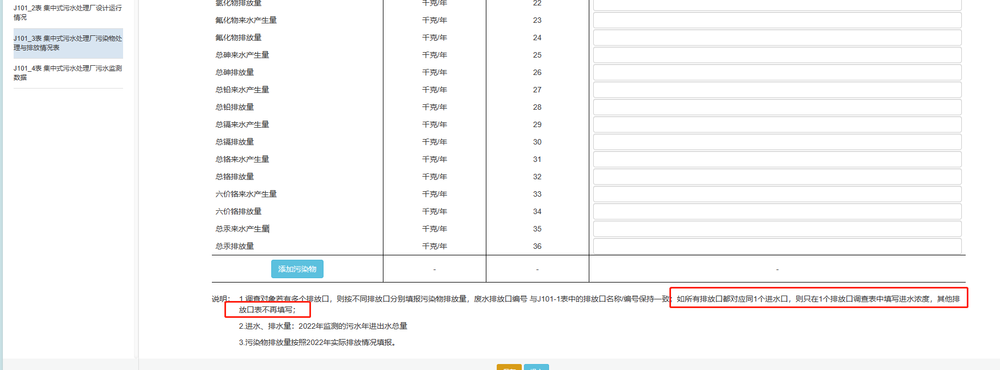 J101_2表 集中式污水处理厂设计运行
情况
J101_3表 集中式污水处理厂污染物处
理与排放情况表
J101_4表 集中式污水处理厂污水监测
数据
氯化物排放量 千克/年 22
氟化物来水产生量 千克/年 23
氟化物排放量 千克/年 24
总砷来水产生量 千克/年 25
总砷排放量 千克/年 26
总铅来水产生量 千克/年 27
总铅排放量 千克/年 28
总镉来水产生量 千克/年 29
总镉排放量 千克/年 30
总铬来水产生量 千克/年 31
总铬排放量 千克/年 32
六价铬来水产生量 千克/年 33
六价铬排放量 千克/年 34
总汞来水产生量 千克/年 35
总汞排放量 千克/年 36
添加污染物 - - -
说明： 1.调查对象若有多个排放口，则按不同排放口分别填报污染物排放量，废水排放口编号 与J101-1表中的排放口名称/编号保持一致；如所有排放口都对应同1个进水口，则只在1个排放口调查表中填写进水浓度，其他排
放口表不再填写；
2.进水、排水量：2022年监测的污水年进出水总量
3.污染物排放量按照2022年实际排放情况填报。